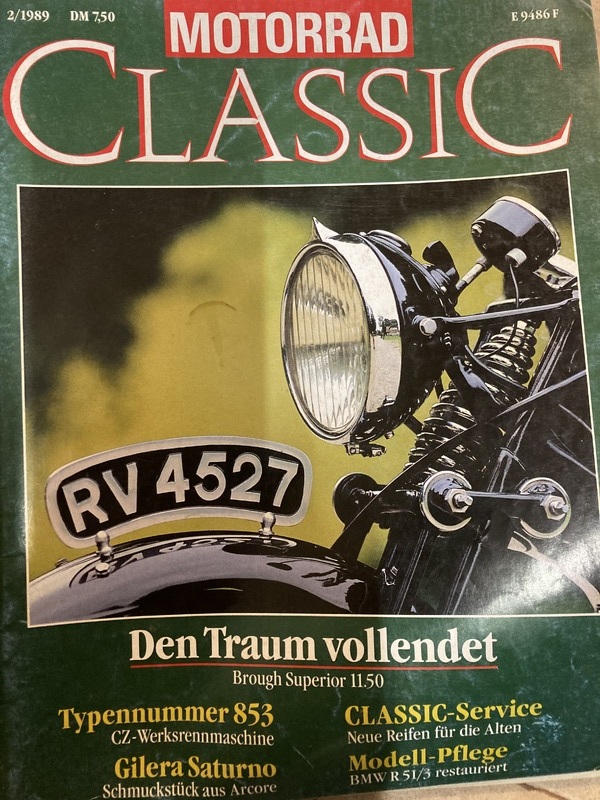 2/1989 DM 7,50
E 9486 F
MOTORRAD
CLASSIC
RV 4527
Den Traum vollendet
Brough Superior 11.50
Typennummer 853
CZ-Werksrennmaschine
Gilera Saturno
Schmuckstück aus Arcore
CLASSIC-Service
Neue Reifen für die Alten
Modell-Pflege
BMW R 51/3 restauriert